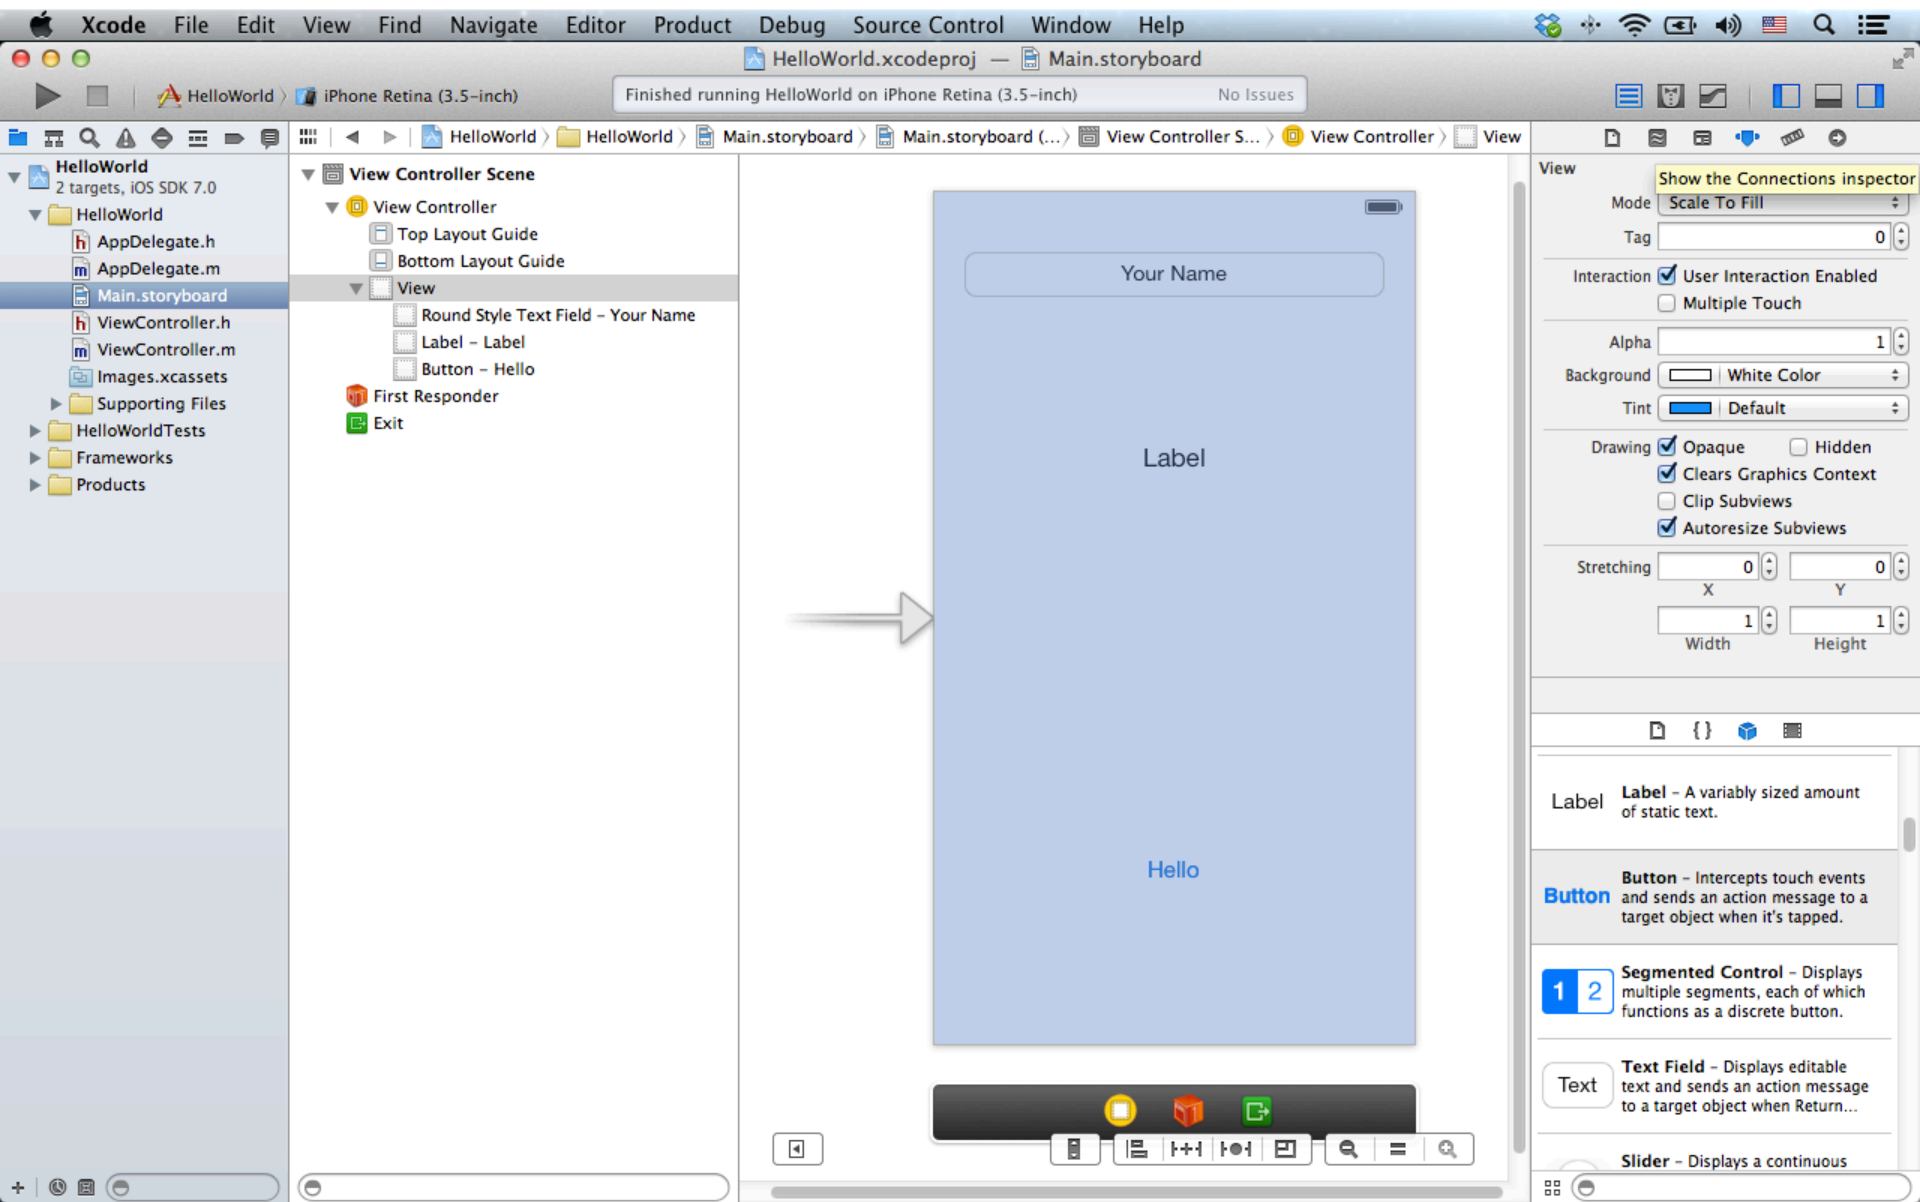 Xcode File Edit View Find Navigate Editor Product Debug Source Control Window Help
HelloWorld.xcodeproj — Main.storyboard
HelloWorld 〉 iPhone Retina (3.5-inch)
Finished running HelloWorld on iPhone Retina (3.5-inch) No Issues
HelloWorld 〉 HelloWorld 〉 Main.storyboard 〉 Main.storyboard (...) 〉 View Controller S... 〉 View Controller 〉 View
HelloWorld
2 targets, iOS SDK 7.0
HelloWorld
AppDelegate.h
AppDelegate.m
Main.storyboard
ViewController.h
ViewController.m
Images.xcassets
Supporting Files
HelloWorldTests
Frameworks
Products
View Controller Scene
View Controller
Top Layout Guide
Bottom Layout Guide
View
Round Style Text Field – Your Name
Label – Label
Button – Hello
First Responder
Exit
Your Name
Label
Hello
View
Show the Connections inspector
Mode Scale To Fill
Tag 0
Interaction User Interaction Enabled
Multiple Touch
Alpha 1
Background White Color
Tint Default
Drawing Opaque Hidden
Clears Graphics Context
Clip Subviews
Autoresize Subviews
Stretching 0 0
X Y
1 1
Width Height
{ }
Label
Label – A variably sized amount
of static text.
Button
Button – Intercepts touch events
and sends an action message to a
target object when it's tapped.
1 2
Segmented Control – Displays
multiple segments, each of which
functions as a discrete button.
Text
Text Field – Displays editable
text and sends an action message
to a target object when Return...
Slider – Displays a continuous